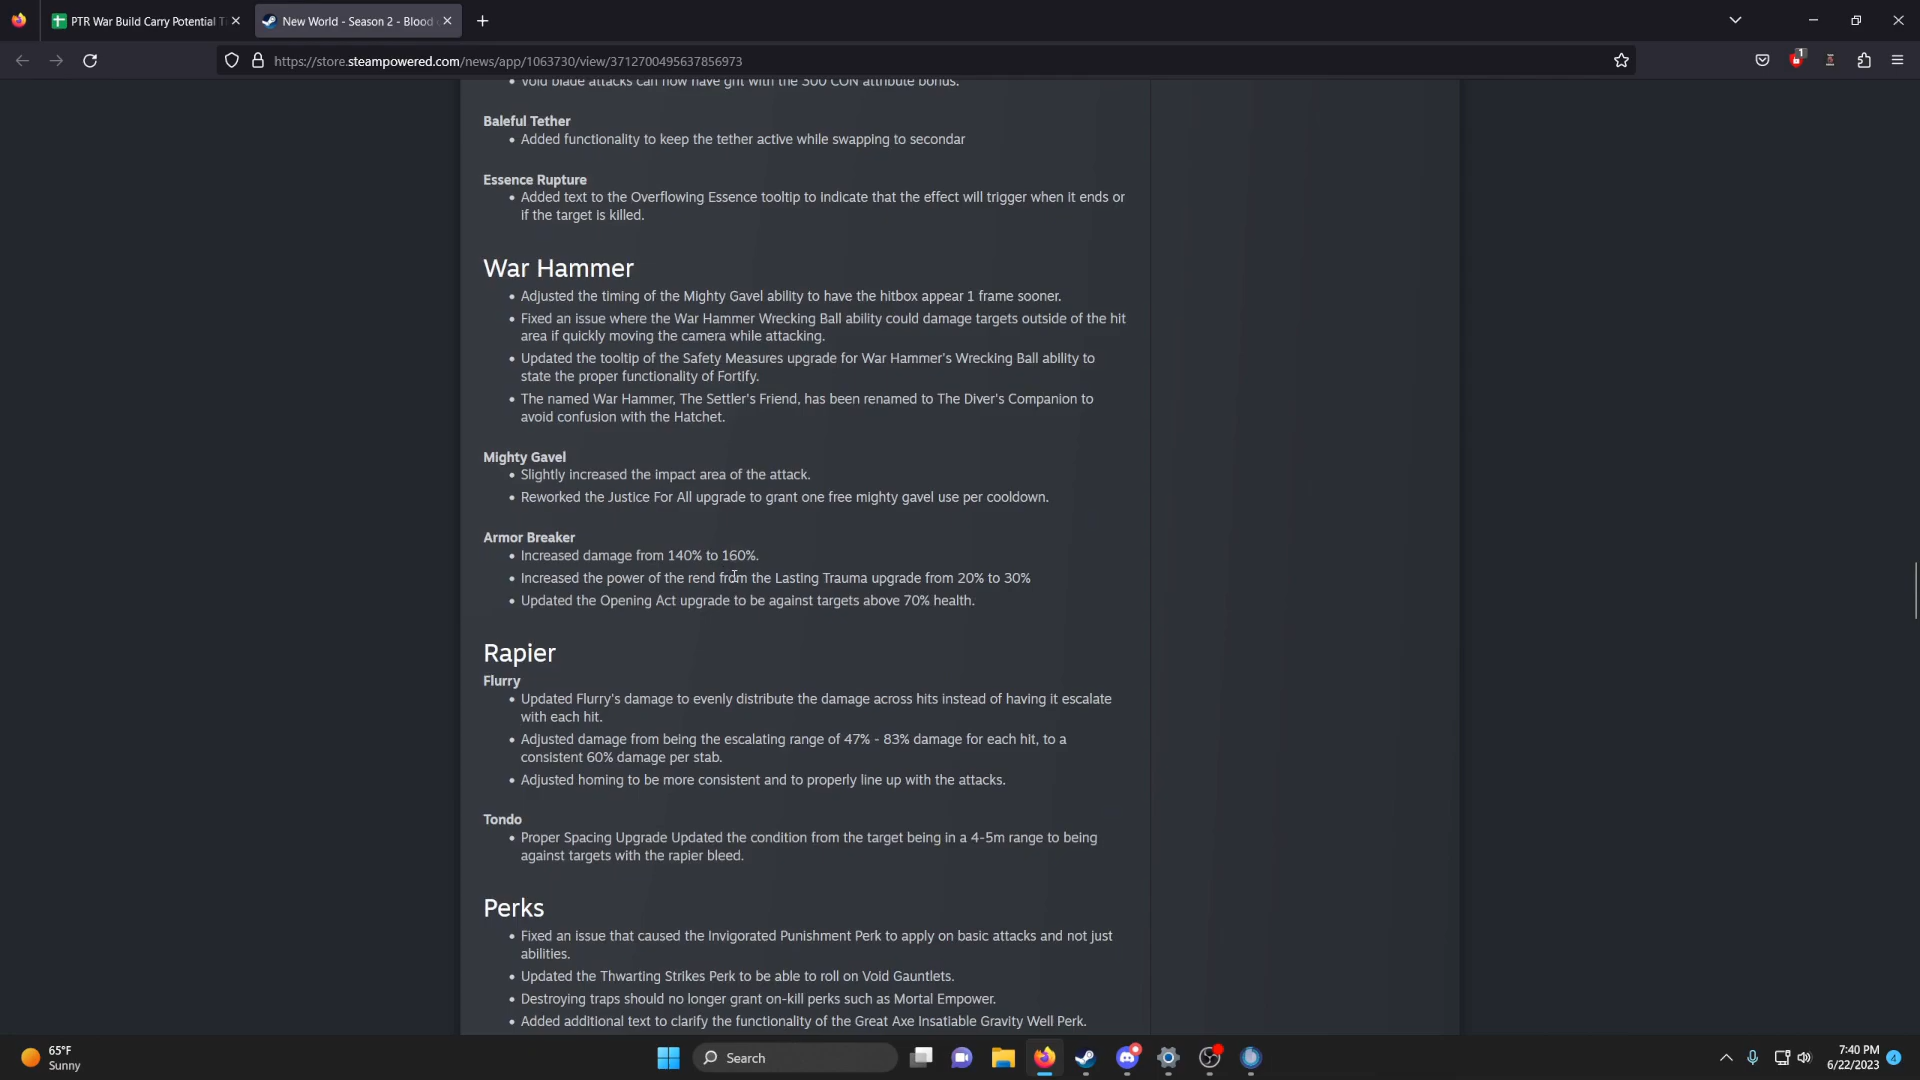 PTR War Build Carry Potential T
New World - Season 2 - Blood
https://store.steampowered.com/news/app/1063730/view/3712700495637856973
1
Void blade attacks can now have grit with the 300 CON attribute bonus.
Baleful Tether
Added functionality to keep the tether active while swapping to secondar
Essence Rupture
Added text to the Overflowing Essence tooltip to indicate that the effect will trigger when it ends or
if the target is killed.
War Hammer
Adjusted the timing of the Mighty Gavel ability to have the hitbox appear 1 frame sooner.
Fixed an issue where the War Hammer Wrecking Ball ability could damage targets outside of the hit
area if quickly moving the camera while attacking.
Updated the tooltip of the Safety Measures upgrade for War Hammer's Wrecking Ball ability to
state the proper functionality of Fortify.
The named War Hammer, The Settler's Friend, has been renamed to The Diver's Companion to
avoid confusion with the Hatchet.
Mighty Gavel
Slightly increased the impact area of the attack.
Reworked the Justice For All upgrade to grant one free mighty gavel use per cooldown.
Armor Breaker
Increased damage from 140% to 160%.
Increased the power of the rend from the Lasting Trauma upgrade from 20% to 30%
Updated the Opening Act upgrade to be against targets above 70% health.
Rapier
Flurry
Updated Flurry's damage to evenly distribute the damage across hits instead of having it escalate
with each hit.
Adjusted damage from being the escalating range of 47% - 83% damage for each hit, to a
consistent 60% damage per stab.
Adjusted homing to be more consistent and to properly line up with the attacks.
Tondo
Proper Spacing Upgrade Updated the condition from the target being in a 4-5m range to being
against targets with the rapier bleed.
Perks
Fixed an issue that caused the Invigorated Punishment Perk to apply on basic attacks and not just
abilities.
Updated the Thwarting Strikes Perk to be able to roll on Void Gauntlets.
Destroying traps should no longer grant on-kill perks such as Mortal Empower.
Added additional text to clarify the functionality of the Great Axe Insatiable Gravity Well Perk.
65°F
Sunny
Search
7:40 PM
6/22/2023
4